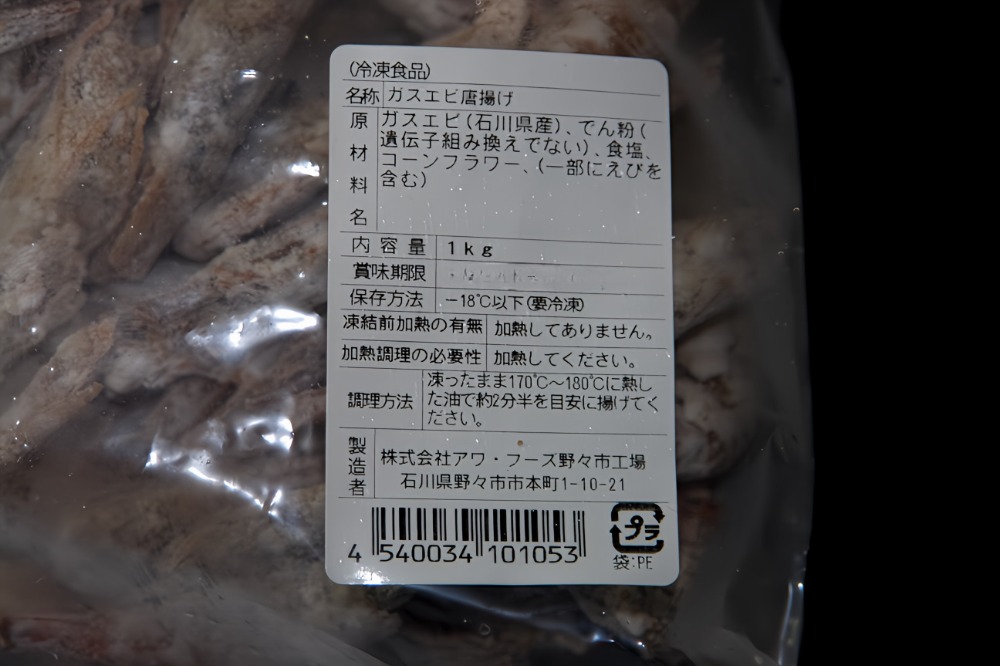 (冷凍食品)
名称 ガスエビ唐揚げ
原材料名 ガスエビ(石川県産)、でん粉(
遺伝子組み換えでない)、食塩、
コーンフラワー、(一部にえびを
含む)
内容量 1kg
賞味期限
保存方法 -18℃以下(要冷凍)
凍結前加熱の有無 加熱してありません。
加熱調理の必要性 加熱してください。
調理方法 凍ったまま170℃〜180℃に熱し
た油で約2分半を目安に揚げてく
ださい。
製造者 株式会社アワ・フーズ野々市工場
石川県野々市市本町1-10-21
4 540034 101053
プラ
袋:PE